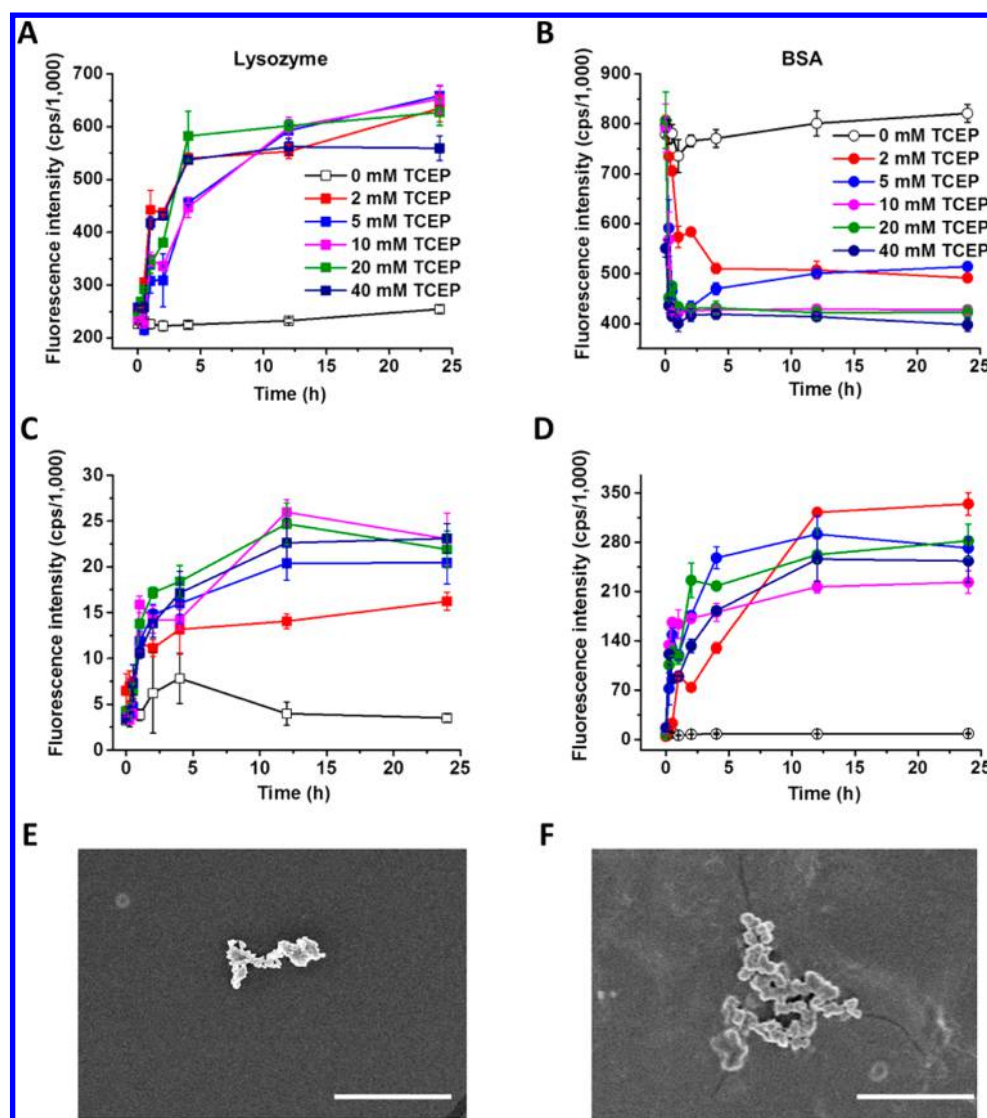 A
Lysozyme
Fluorescence intensity (cps/1,000)
700
600
500
400
300
200
0 mM TCEP
2 mM TCEP
5 mM TCEP
10 mM TCEP
20 mM TCEP
40 mM TCEP
0 5 10 15 20 25
Time (h)
B
BSA
Fluorescence intensity (cps/1,000)
900
800
700
600
500
400
0 mM TCEP
2 mM TCEP
5 mM TCEP
10 mM TCEP
20 mM TCEP
40 mM TCEP
0 5 10 15 20 25
Time (h)
C
Fluorescence intensity (cps/1,000)
30
25
20
15
10
5
0
0 5 10 15 20 25
Time (h)
D
Fluorescence intensity (cps/1,000)
350
280
210
140
70
0
0 5 10 15 20 25
Time (h)
E
F